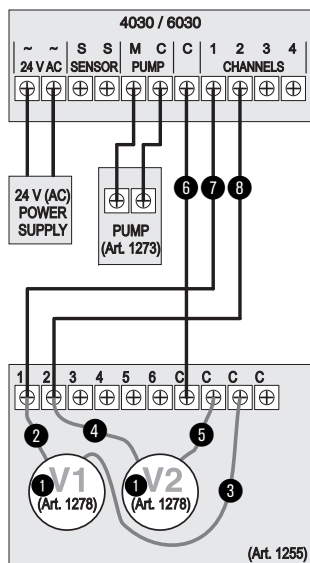 4030 / 6030
~ ~ S S M C C 1 2 3 4
24 V AC SENSOR PUMP CHANNELS
24 V (AC)
POWER
SUPPLY
PUMP
(Art. 1273)
6 7 8
1 2 3 4 5 6 C C C C
2 4 5
1 V1
(Art. 1278)
1 V2
(Art. 1278)
3
(Art. 1255)